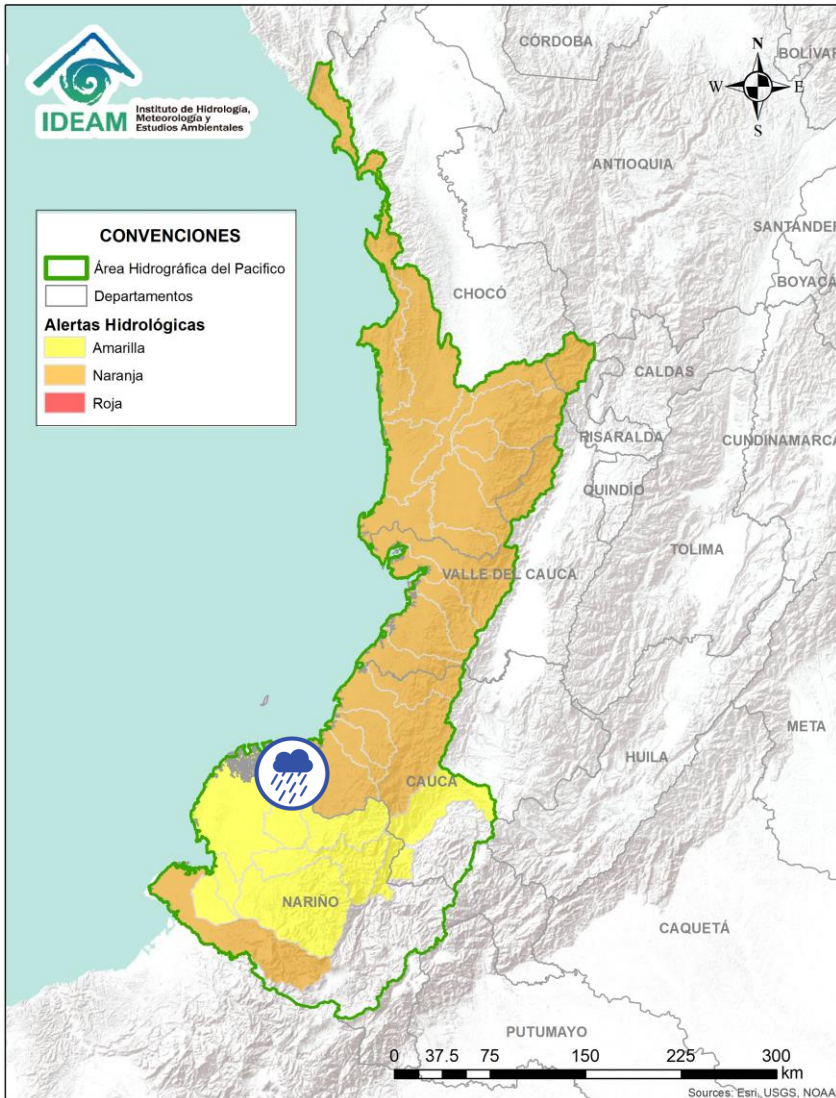 IDEAM
Instituto de Hidrología,
Meteorología y
Estudios Ambientales
CÓRDOBA
BOLÍVAR
N
W
E
S
ANTIOQUIA
SANTANDER
BOYACÁ
CONVENCIONES
Área Hidrográfica del Pacifico
Departamentos
Alertas Hidrológicas
Amarilla
Naranja
Roja
CHOCÓ
CALDAS
RISARALDA
CUNDINAMARCA
QUINDÍO
TOLIMA
VALLE DEL CAUCA
META
HUILA
CAUCA
NARIÑO
CAQUETÁ
PUTUMAYO
0 37.5 75 150 225 300
km
Sources: Esri, USGS, NOAA